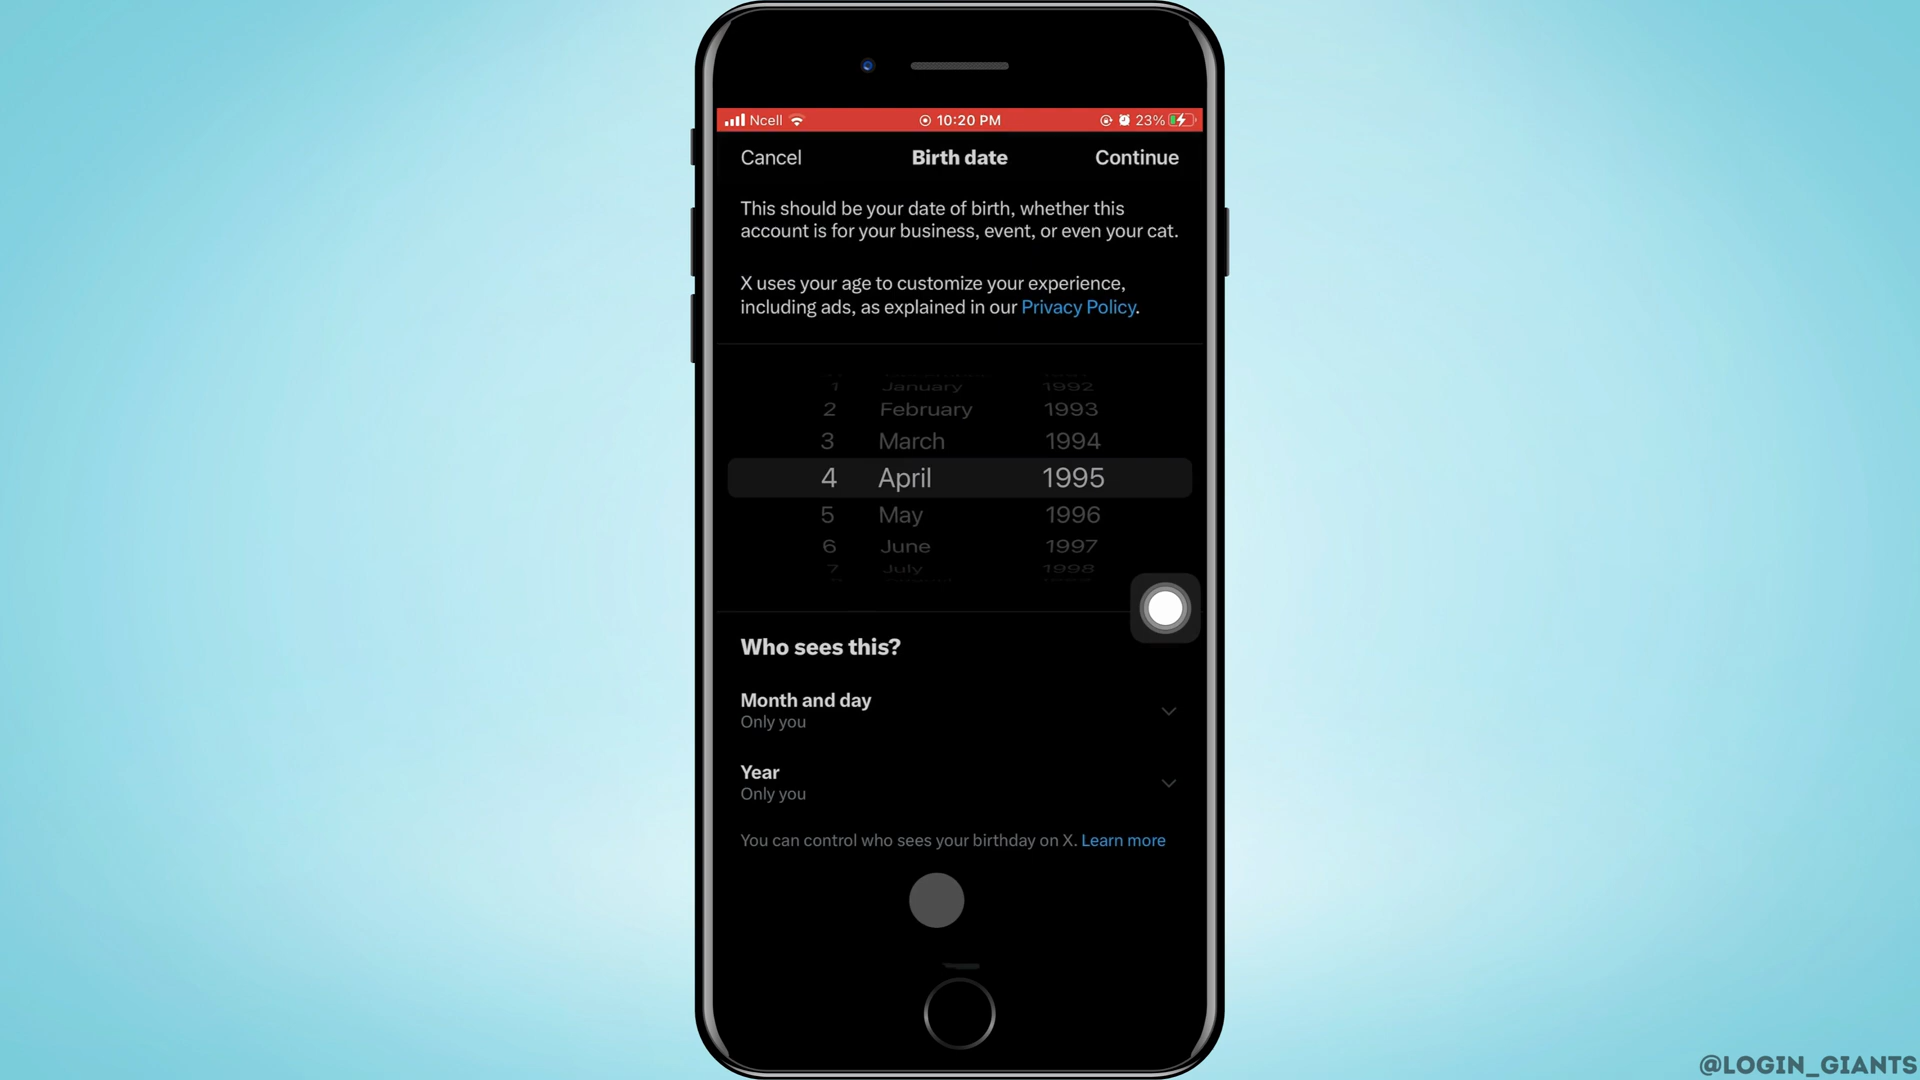 Ncell 10:20 PM 23%
Cancel Birth date Continue
This should be your date of birth, whether this
account is for your business, event, or even your cat.
X uses your age to customize your experience,
including ads, as explained in our Privacy Policy.
1 January 1992
2 February 1993
3 March 1994
4 April 1995
5 May 1996
6 June 1997
7 July 1998
Who sees this?
Month and day
Only you
Year
Only you
You can control who sees your birthday on X. Learn more
@LOGIN_GIANTS